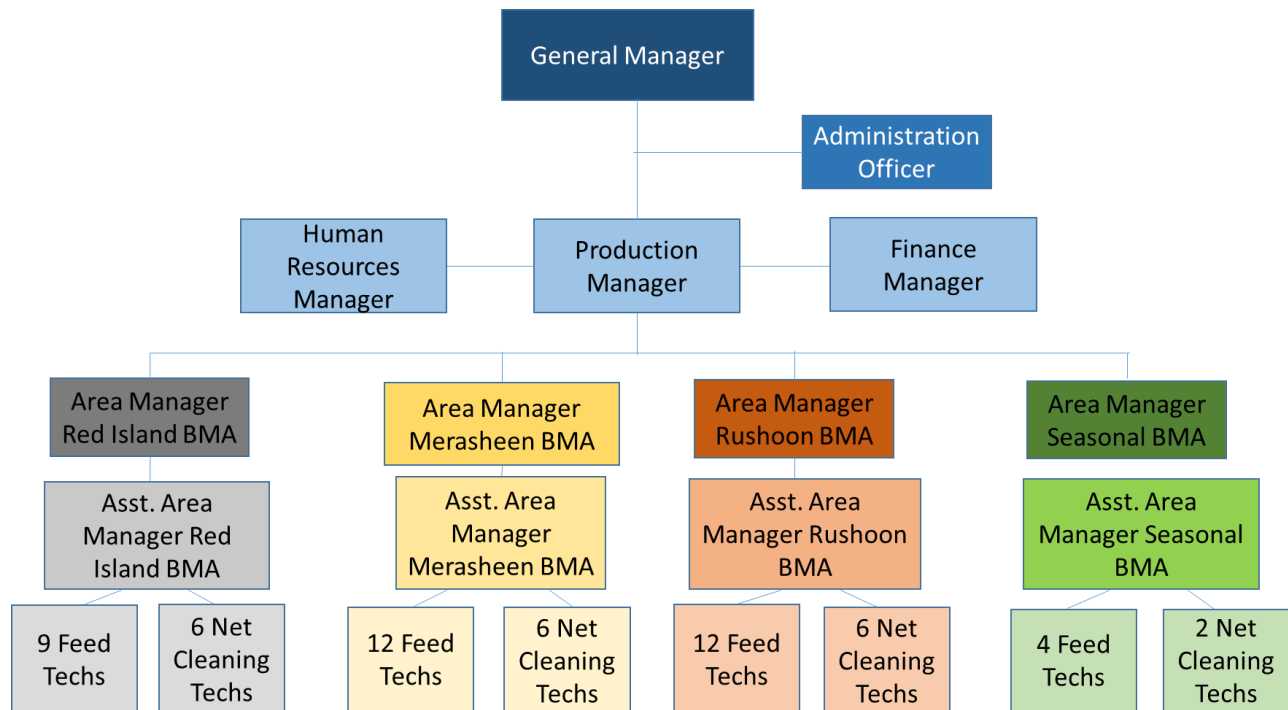 General Manager
Administration
Officer
Human
Resources
Manager
Production
Manager
Finance
Manager
Area Manager
Red Island BMA
Area Manager
Merasheen BMA
Area Manager
Rushoon BMA
Area Manager
Seasonal BMA
Asst. Area
Manager Red
Island BMA
Asst. Area
Manager
Merasheen BMA
Asst. Area
Manager Rushoon
BMA
Asst. Area
Manager Seasonal
BMA
9 Feed
Techs
6 Net
Cleaning
Techs
12 Feed
Techs
6 Net
Cleaning
Techs
12 Feed
Techs
6 Net
Cleaning
Techs
4 Feed
Techs
2 Net
Cleaning
Techs